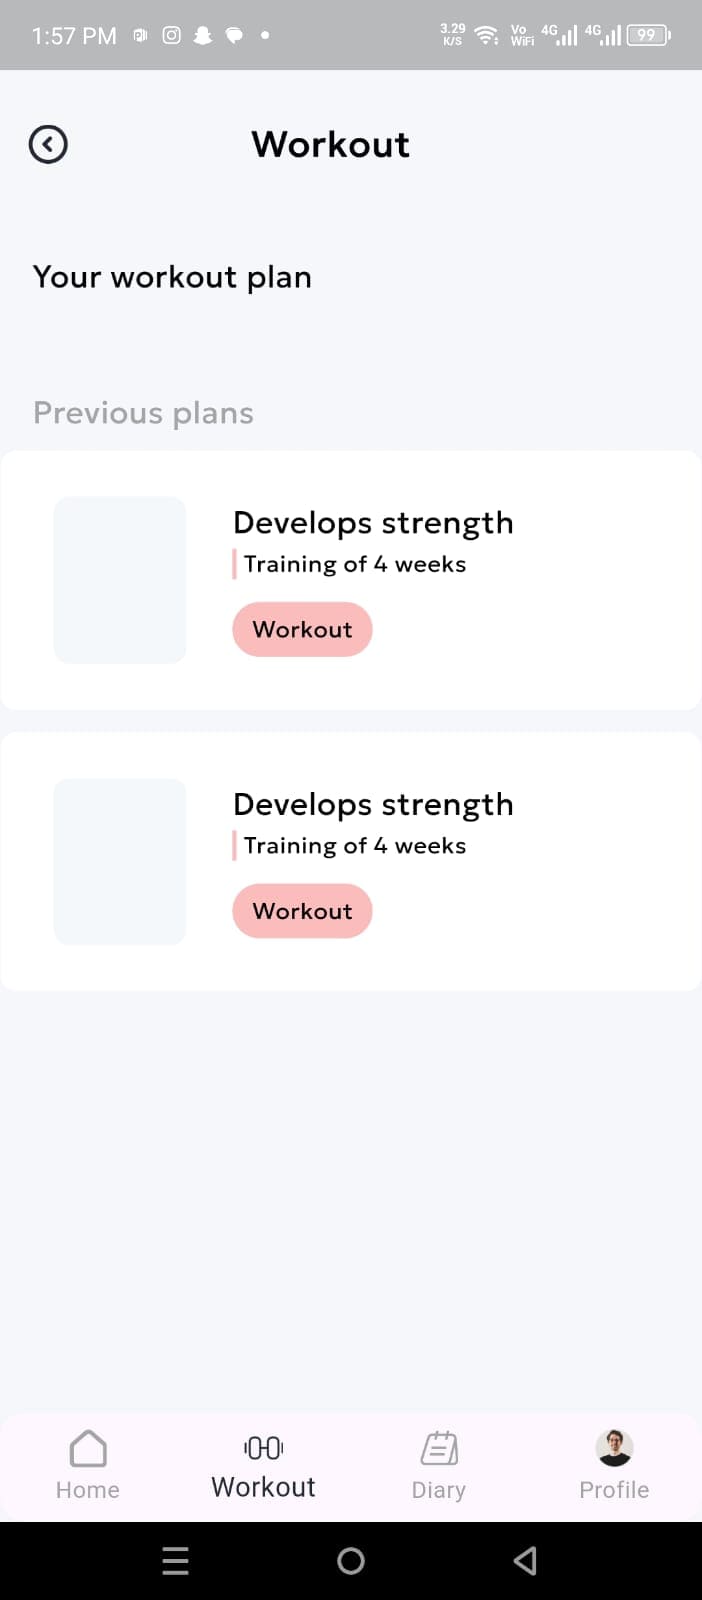 1:57 PM
3.29 K/S Vo WiFi 4G 4G 99
Workout
Your workout plan
Previous plans
Develops strength
Training of 4 weeks
Workout
Develops strength
Training of 4 weeks
Workout
Home Workout Diary Profile